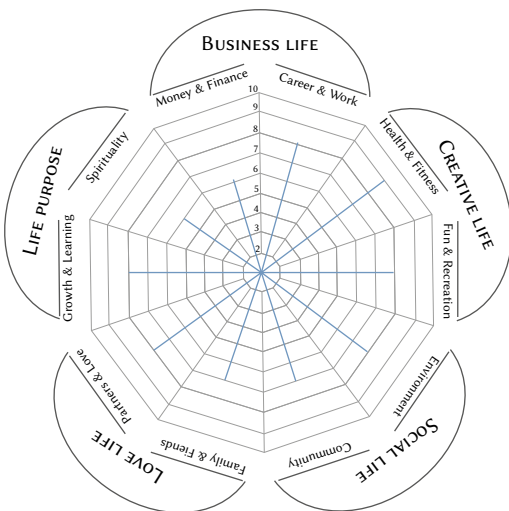 BUSINESS LIFE
Money & Finance
Career & Work
10
9
8
7
6
5
4
3
2
Health & Fitness
CREATIVE LIFE
Fun & Recreation
Environment
SOCIAL LIFE
Community
Family & Fiends
LOVE LIFE
Partners & Love
Growth & Learning
LIFE PURPOSE
Spirituality